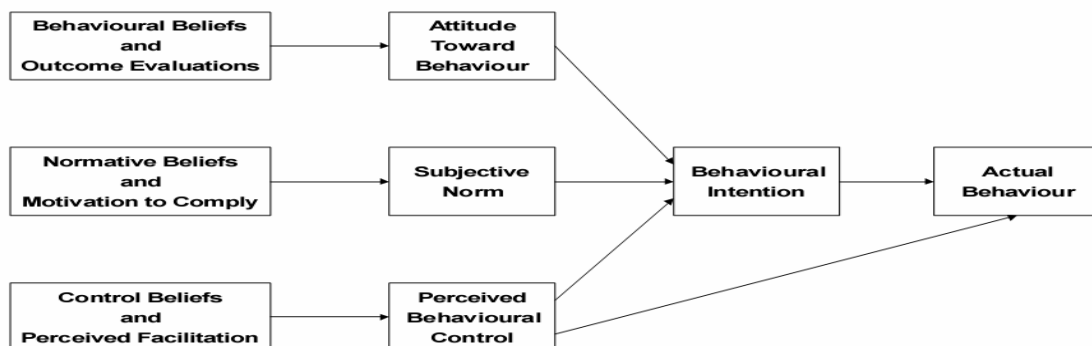 Behavioural Beliefs
and
Outcome Evaluations
Attitude
Toward
Behaviour
Normative Beliefs
and
Motivation to Comply
Subjective
Norm
Behavioural
Intention
Actual
Behaviour
Control Beliefs
and
Perceived Facilitation
Perceived
Behavioural
Control